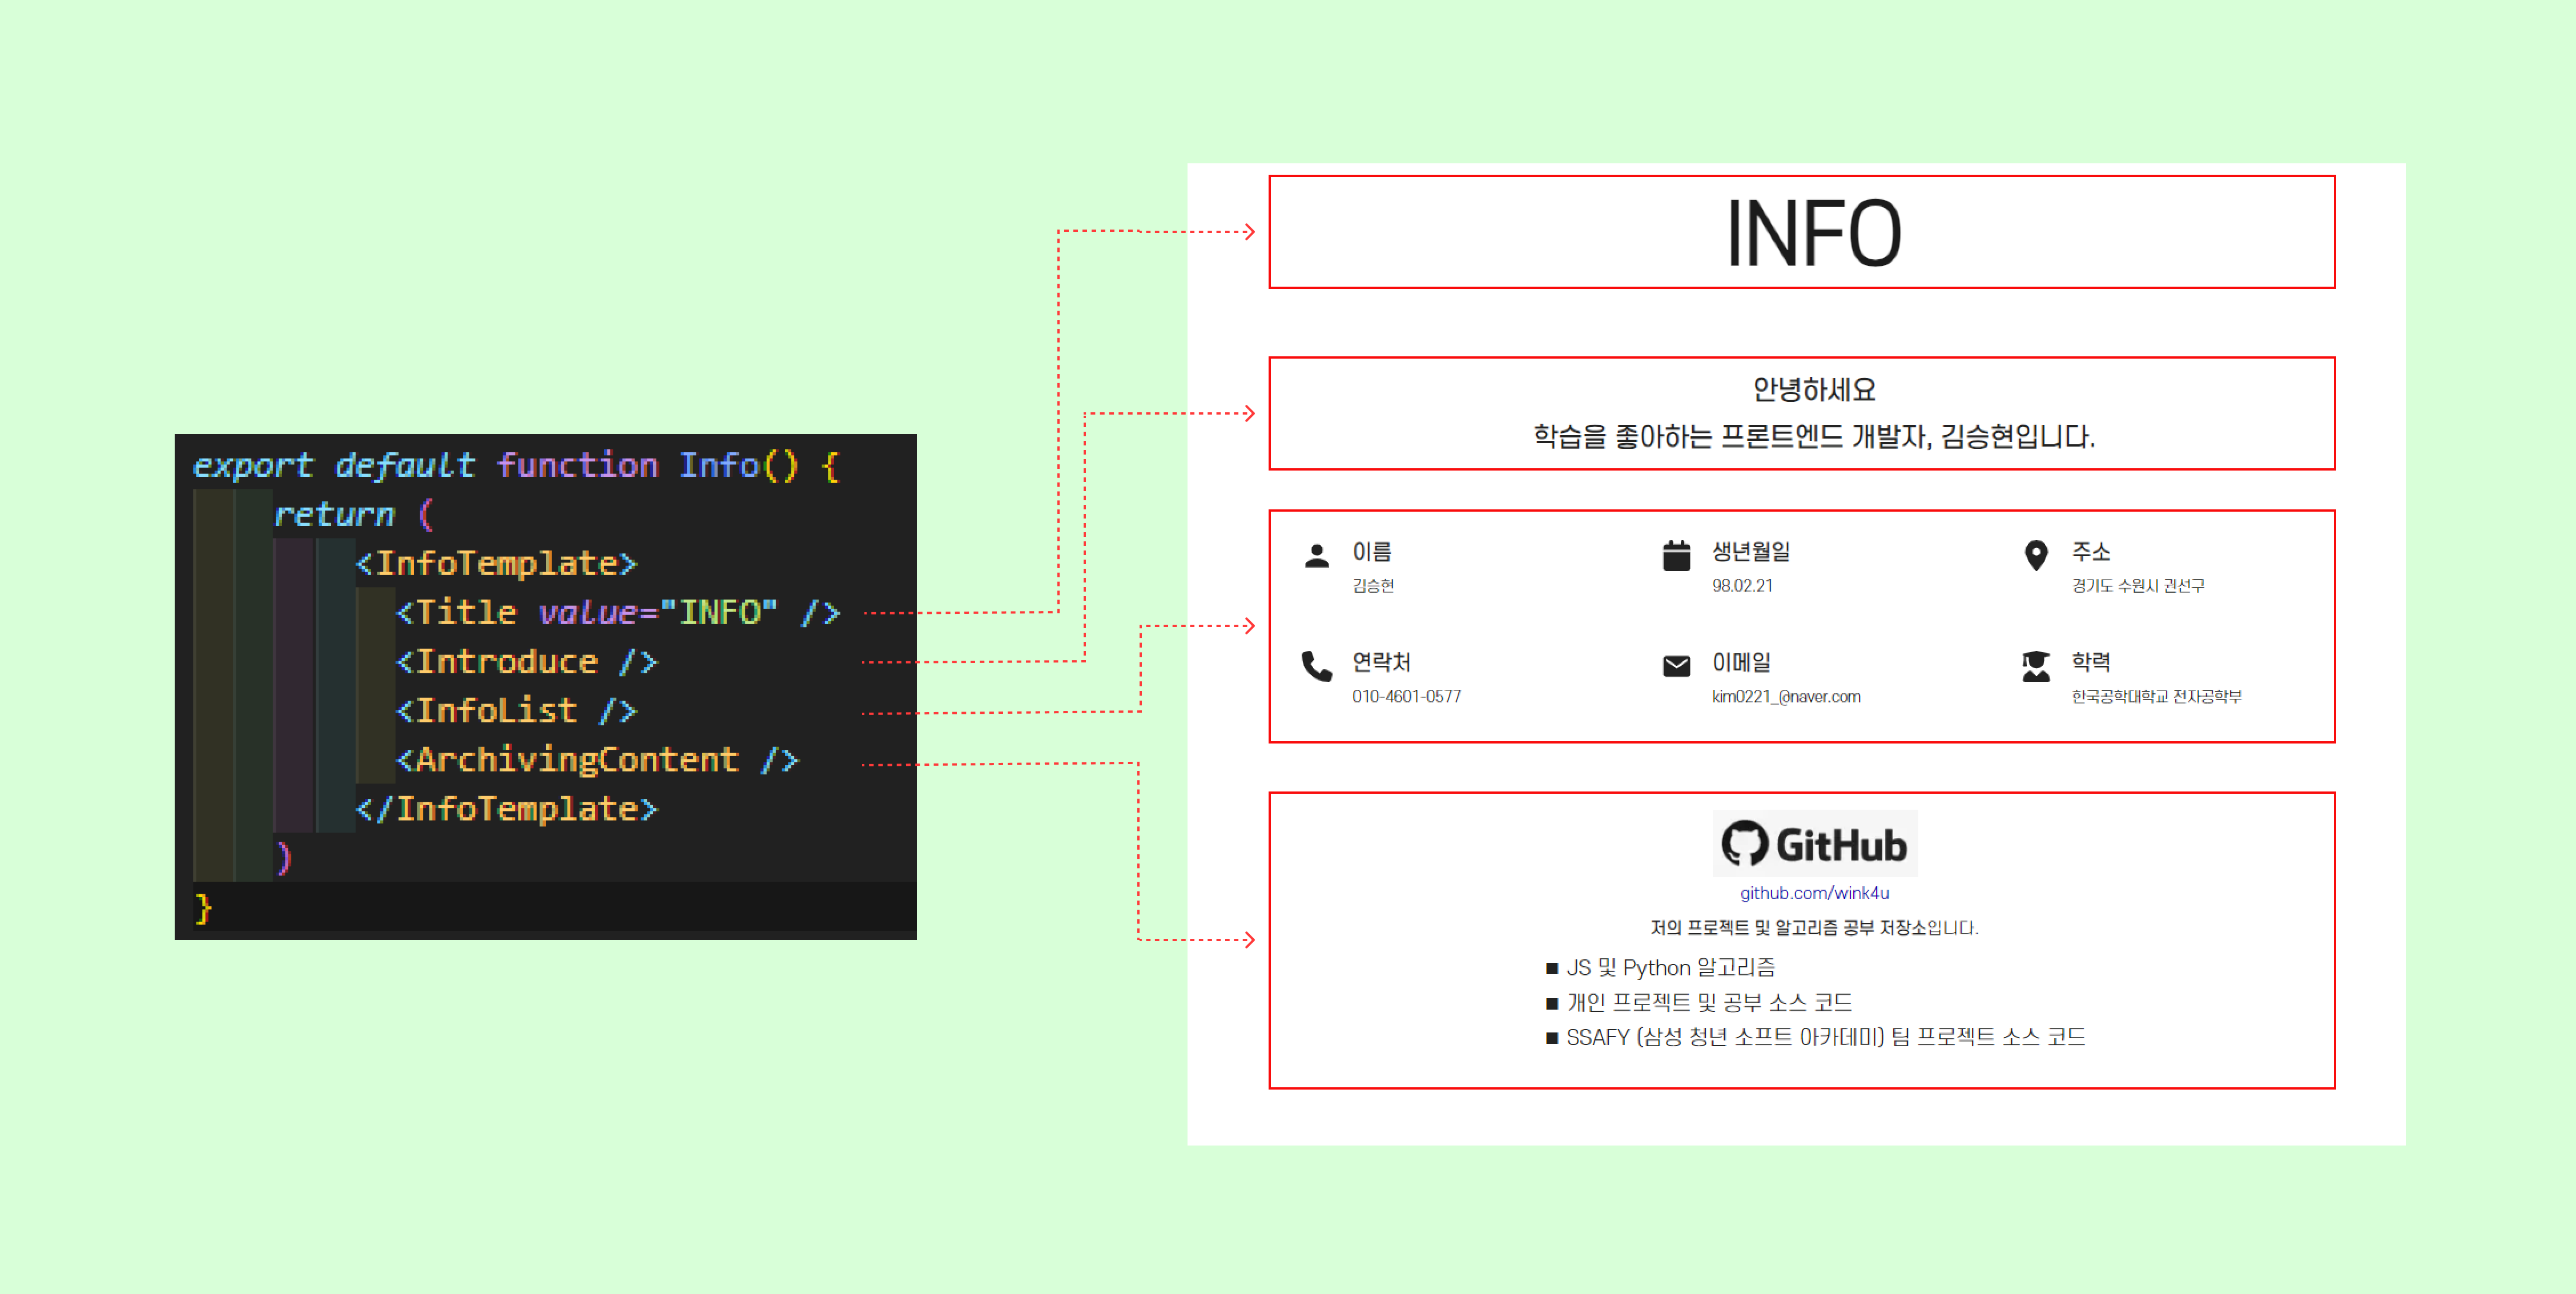 export default function Info() {
return (
<InfoTemplate>
<Title value="INFO" />
<Introduce />
<InfoList />
<ArchivingContent />
</InfoTemplate>
)
}
INFO
안녕하세요
학습을 좋아하는 프론트엔드 개발자, 김승현입니다.
이름
김승현
생년월일
98.02.21
주소
경기도 수원시 권선구
연락처
010-4601-0577
이메일
kim0221_@naver.com
학력
한국공학대학교 전자공학부
GitHub
github.com/wink4u
저의 프로젝트 및 알고리즘 공부 저장소입니다.
■ JS 및 Python 알고리즘
■ 개인 프로젝트 및 공부 소스 코드
■ SSAFY (삼성 청년 소프트 아카데미) 팀 프로젝트 소스 코드